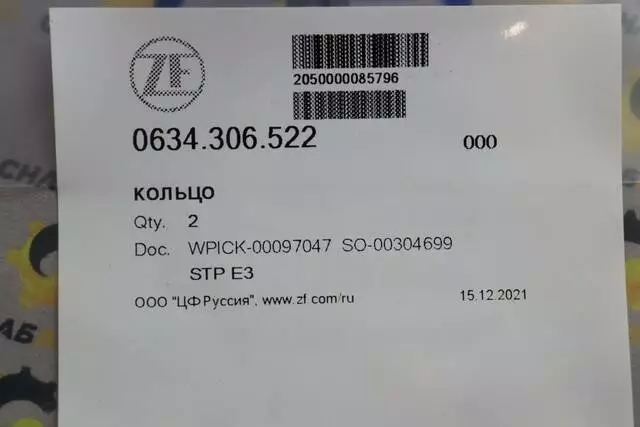 ZF
2050000085796
0634.306.522 000
КОЛЬЦО
Qty. 2
Doc. WPICK-00097047 SO-00304699
STP E3
ООО "ЦФ Руссия", www.zf com/ru 15.12.2021